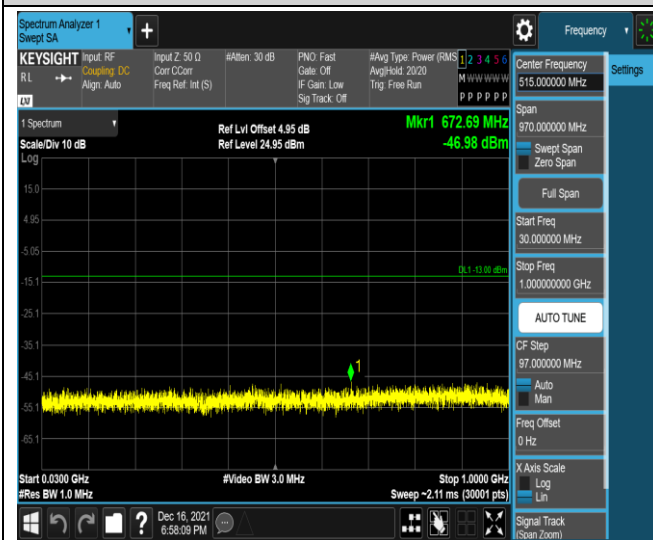 Spectrum Analyzer 1
Swept SA
+
Frequency
KEYSIGHT
RL
LXI
Input: RF
Coupling: DC
Align: Auto
Input Z: 50 Ω
Corr CCorr
Freq Ref: Int (S)
#Atten: 30 dB
PNO: Fast
Gate: Off
IF Gain: Low
Sig Track: Off
#Avg Type: Power (RMS
Avg|Hold: 20/20
Trig: Free Run
1 2 3 4 5 6
M W W W W W
P P P P P P
Center Frequency
515.000000 MHz
Settings
Span
970.000000 MHz
Swept Span
Zero Span
Full Span
Start Freq
30.000000 MHz
Stop Freq
1.000000000 GHz
AUTO TUNE
CF Step
97.000000 MHz
Auto
Man
Freq Offset
0 Hz
X Axis Scale
Log
Lin
Signal Track
(Span Zoom)
1 Spectrum
Scale/Div 10 dB
Log
Ref Lvl Offset 4.95 dB
Ref Level 24.95 dBm
Mkr1 672.69 MHz
-46.98 dBm
15.0
4.95
-5.05
DL1 -13.00 dBm
-15.1
-25.1
-35.1
1
-45.1
-55.1
-65.1
Start 0.0300 GHz
#Res BW 1.0 MHz
#Video BW 3.0 MHz
Stop 1.0000 GHz
Sweep ~2.11 ms (30001 pts)
?
Dec 16, 2021
6:58:09 PM